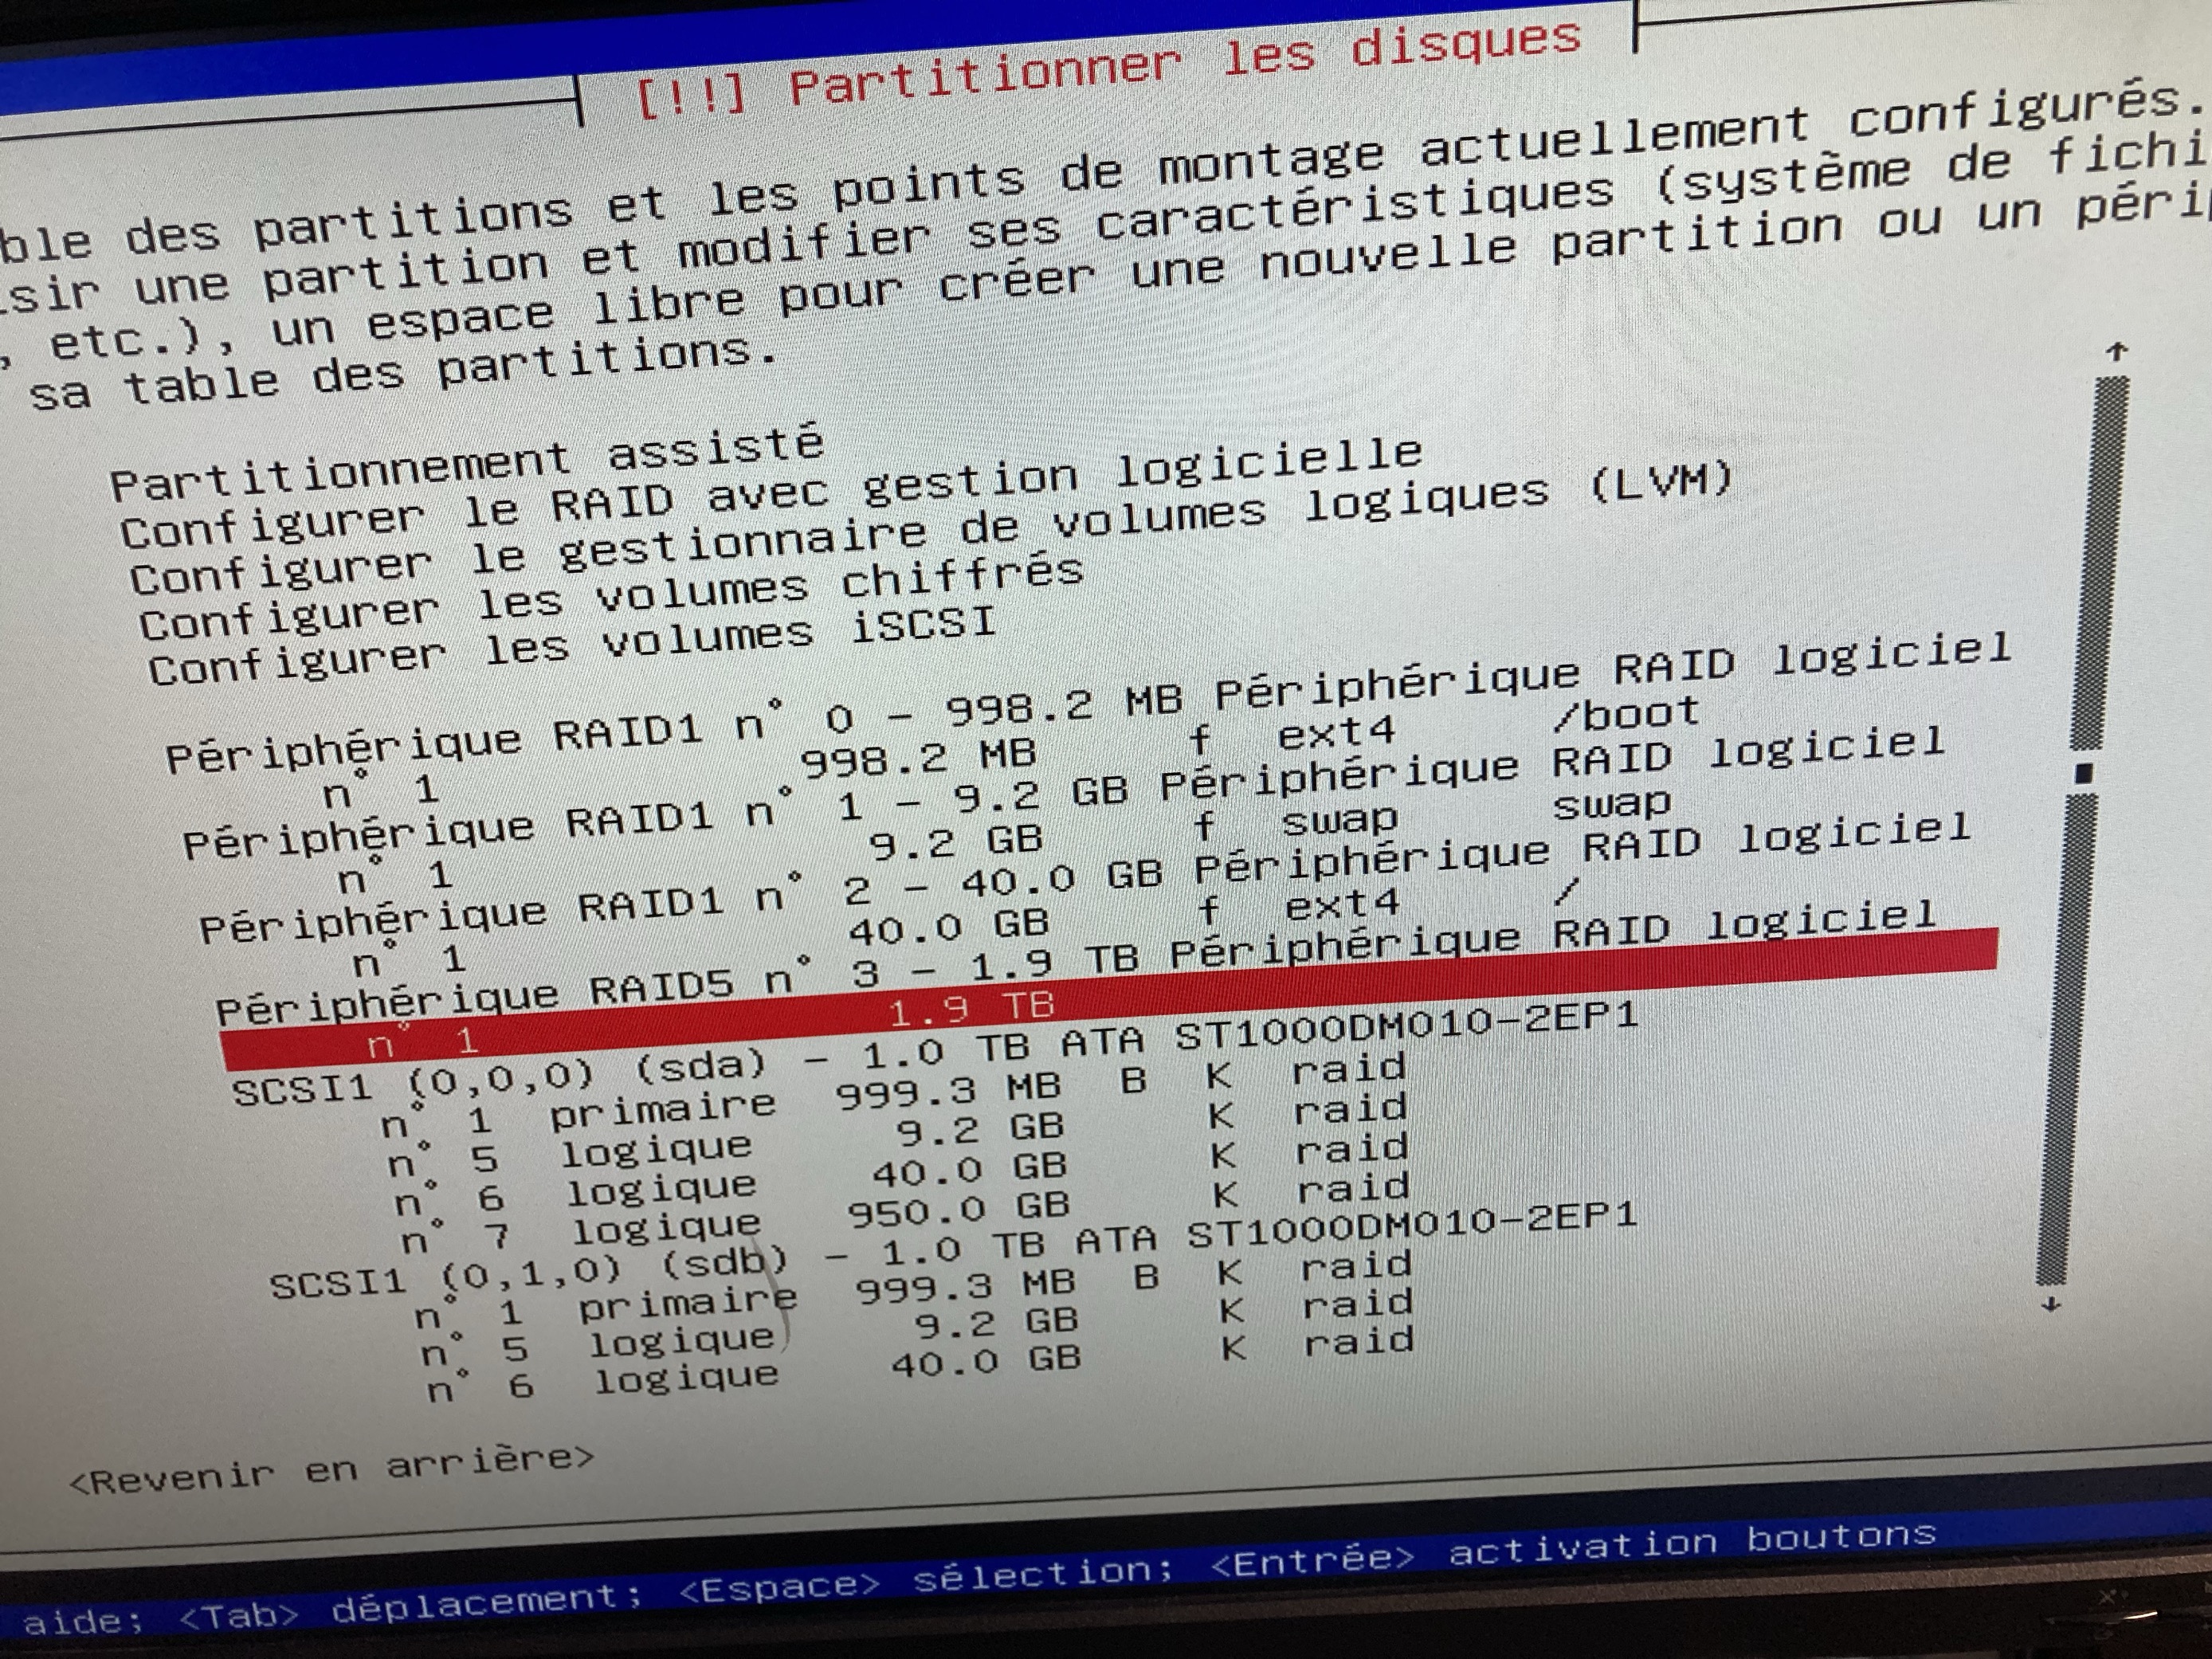 [!!] Partitionner les disques
ble des partitions et les points de montage actuellement configurés.
sir une partition et modifier ses caractéristiques (système de fichi
, etc.), un espace libre pour créer une nouvelle partition ou un péri
sa table des partitions.
Partitionnement assisté
Configurer le RAID avec gestion logicielle
Configurer le gestionnaire de volumes logiques (LVM)
Configurer les volumes chiffrés
Configurer les volumes iSCSI
Périphérique RAID1 n° 0 - 998.2 MB Périphérique RAID logiciel
n° 1 998.2 MB f ext4 /boot
Périphérique RAID1 n° 1 - 9.2 GB Périphérique RAID logiciel
n° 1 9.2 GB f swap swap
Périphérique RAID1 n° 2 - 40.0 GB Périphérique RAID logiciel
n° 1 40.0 GB f ext4 /
Périphérique RAID5 n° 3 - 1.9 TB Périphérique RAID logiciel
n° 1 1.9 TB
SCSI1 (0,0,0) (sda) - 1.0 TB ATA ST1000DM010-2EP1
n° 1 primaire 999.3 MB B K raid
n° 5 logique 9.2 GB K raid
n° 6 logique 40.0 GB K raid
n° 7 logique 950.0 GB K raid
SCSI1 (0,1,0) (sdb) - 1.0 TB ATA ST1000DM010-2EP1
n° 1 primaire 999.3 MB B K raid
n° 5 logique 9.2 GB K raid
n° 6 logique 40.0 GB K raid
<Revenir en arrière>
aide; <Tab> déplacement; <Espace> sélection; <Entrée> activation boutons